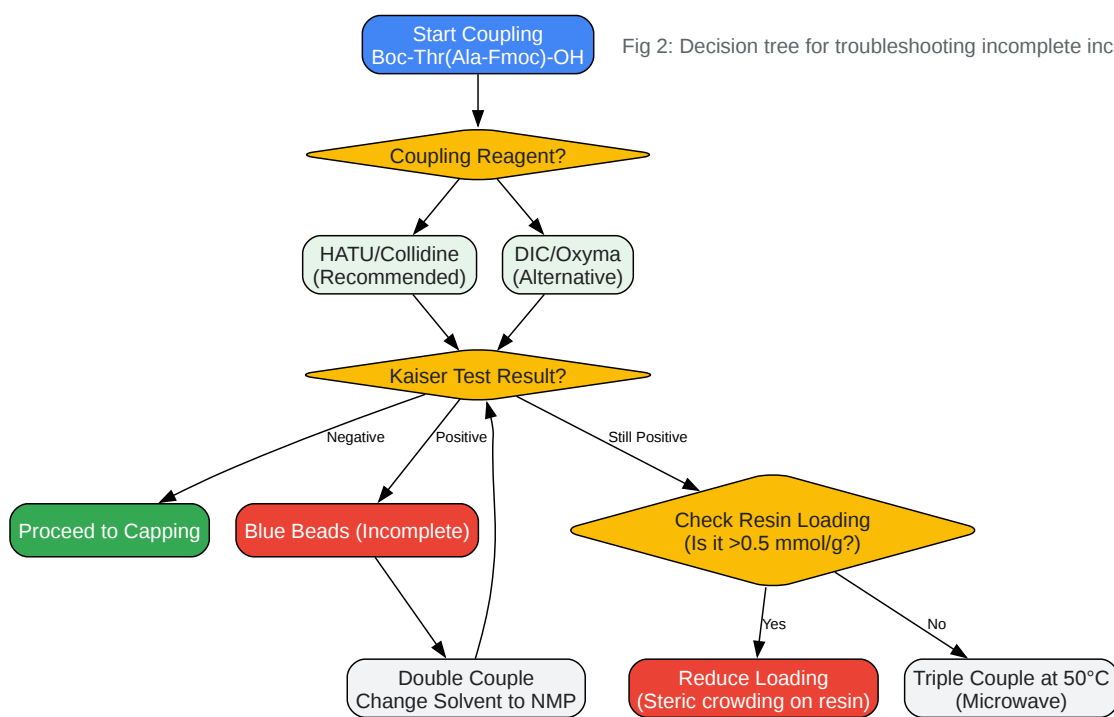 Start Coupling
Boc-Thr(Ala-Fmoc)-OH
Fig 2: Decision tree for troubleshooting incomplete
Coupling Reagent?
HATU/Collidine
(Recommended)
DIC/Oxyma
(Alternative)
Kaiser Test Result?
Negative
Positive
Still Positive
Proceed to Capping
Blue Beads (Incomplete)
Check Resin Loading
(Is it >0.5 mmol/g?)
Yes
No
Double Couple
Change Solvent to NMP
Reduce Loading
(Steric crowding on resin)
Triple Couple at 50°C
(Microwave)